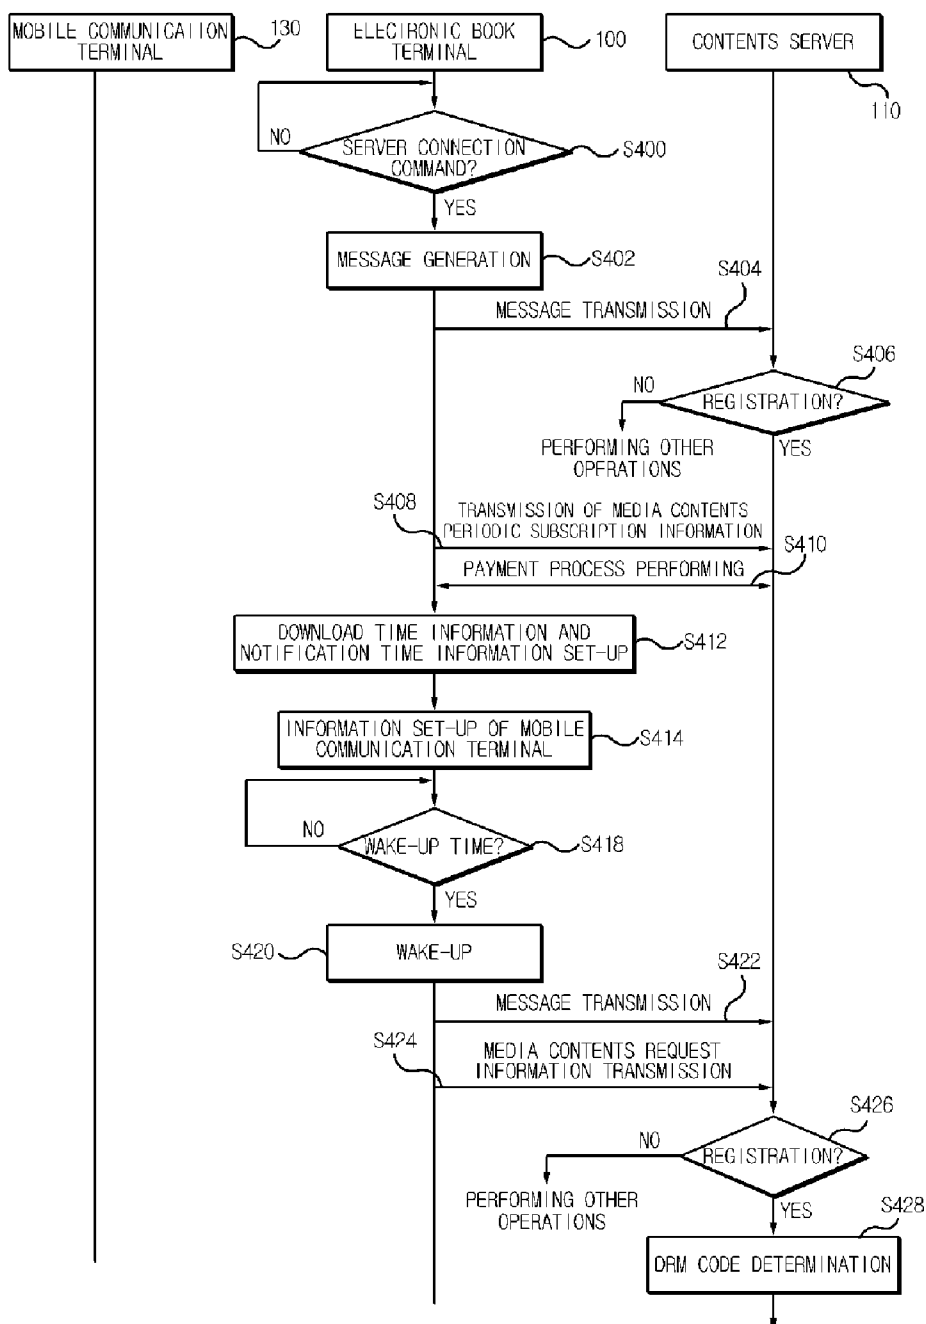 MOBILE COMMUNICATION
TERMINAL
130
ELECTRONIC BOOK
TERMINAL
100
CONTENTS SERVER
110
NO
SERVER CONNECTION
COMMAND?
S400
YES
MESSAGE GENERATION
S402
S404
MESSAGE TRANSMISSION
S406
NO
REGISTRATION?
YES
PERFORMING OTHER
OPERATIONS
S408
TRANSMISSION OF MEDIA CONTENTS
PERIODIC SUBSCRIPTION INFORMATION
S410
PAYMENT PROCESS PERFORMING
DOWNLOAD TIME INFORMATION AND
NOTIFICATION TIME INFORMATION SET-UP
S412
INFORMATION SET-UP OF MOBILE
COMMUNICATION TERMINAL
S414
NO
WAKE-UP TIME?
S418
YES
S420
WAKE-UP
S422
MESSAGE TRANSMISSION
S424
MEDIA CONTENTS REQUEST
INFORMATION TRANSMISSION
S426
NO
REGISTRATION?
YES
PERFORMING OTHER
OPERATIONS
S428
DRM CODE DETERMINATION